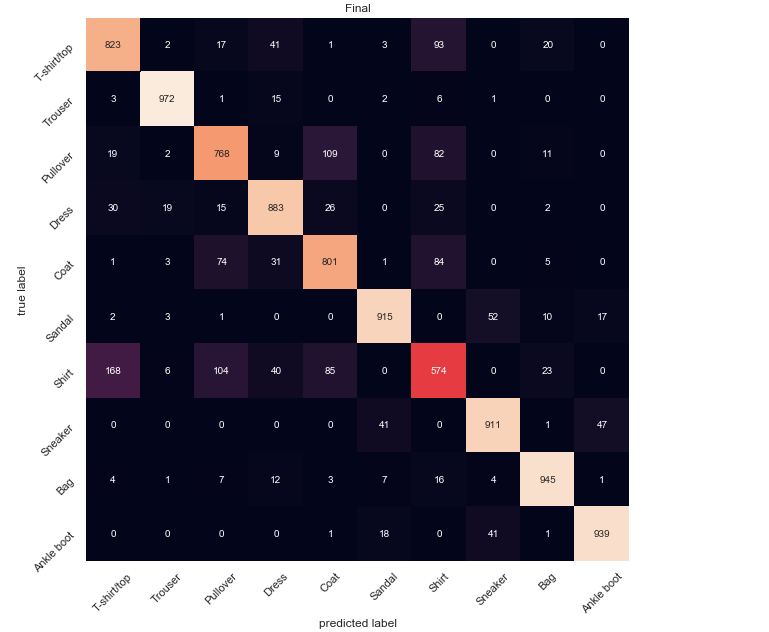 Final
T-shirt/top 823 2 17 41 1 3 93 0 20 0
Trouser 3 972 1 15 0 2 6 1 0 0
Pullover 19 2 768 9 109 0 82 0 11 0
Dress 30 19 15 883 26 0 25 0 2 0
Coat 1 3 74 31 801 1 84 0 5 0
Sandal 2 3 1 0 0 915 0 52 10 17
Shirt 168 6 104 40 85 0 574 0 23 0
Sneaker 0 0 0 0 0 41 0 911 1 47
Bag 4 1 7 12 3 7 16 4 945 1
Ankle boot 0 0 0 0 1 18 0 41 1 939
true label
T-shirt/top Trouser Pullover Dress Coat Sandal Shirt Sneaker Bag Ankle boot
predicted label